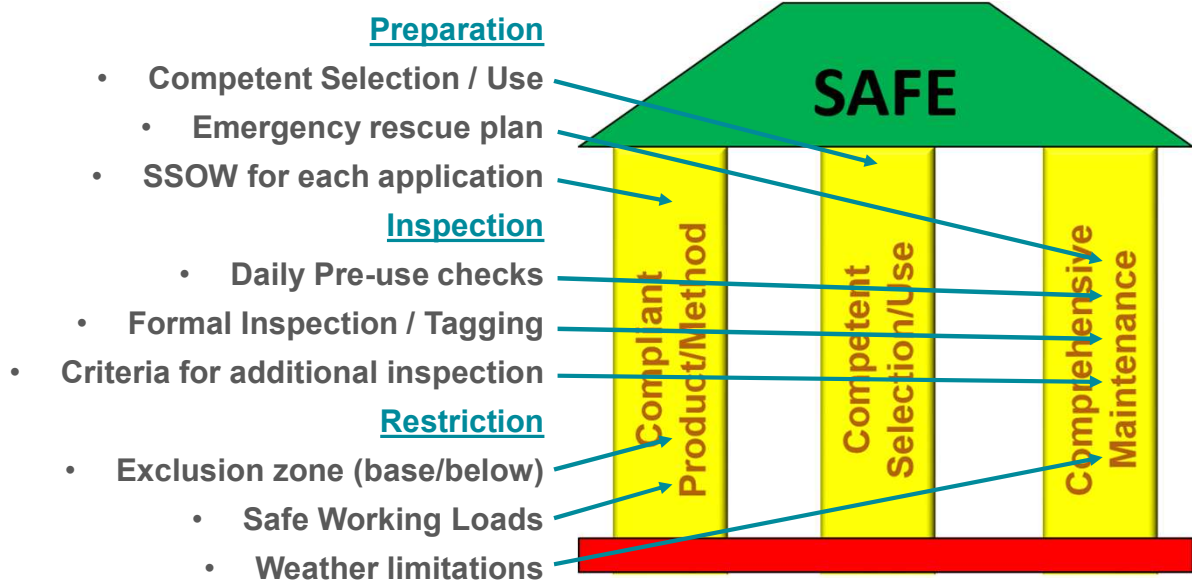 Preparation
• Competent Selection / Use
• Emergency rescue plan
• SSOW for each application
Inspection
• Daily Pre-use checks
• Formal Inspection / Tagging
• Criteria for additional inspection
Restriction
• Exclusion zone (base/below)
• Safe Working Loads
• Weather limitations
SAFE
Compliant
Product/Method
Competent
Selection/Use
Comprehensive
Maintenance